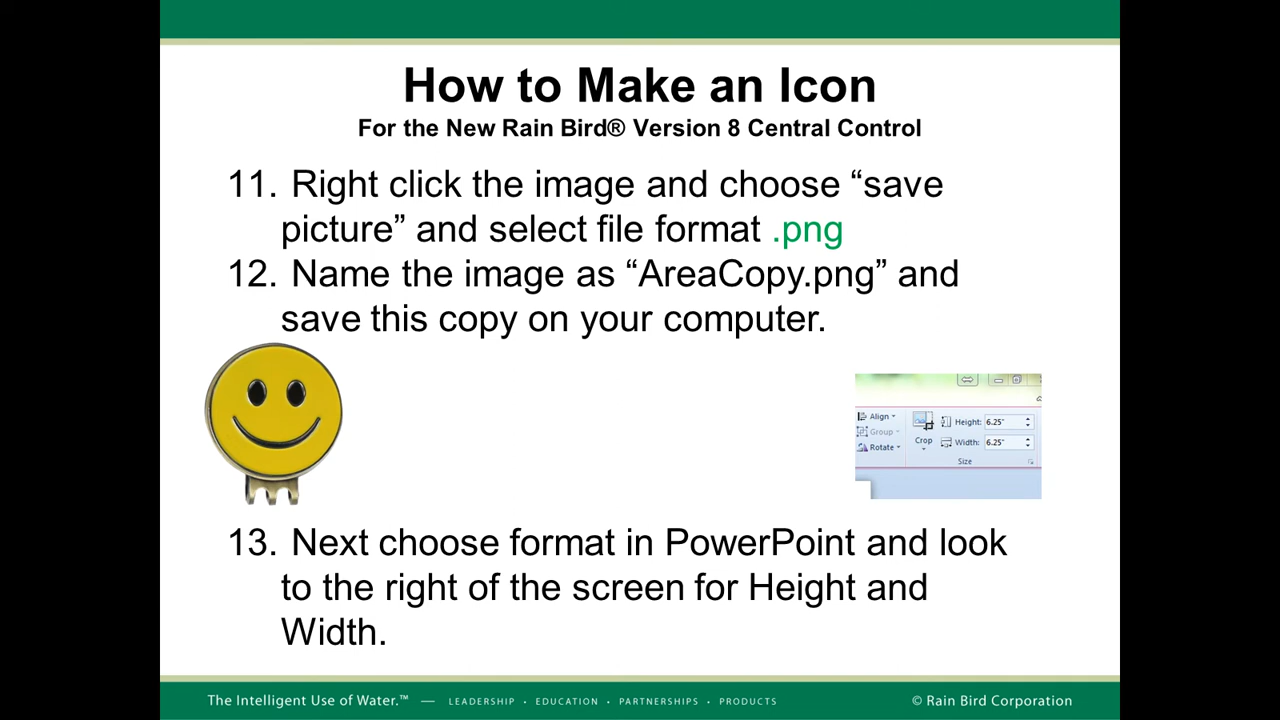 How to Make an Icon
For the New Rain Bird® Version 8 Central Control
11. Right click the image and choose “save
picture” and select file format .png
12. Name the image as “AreaCopy.png” and
save this copy on your computer.
Align
Group
Rotate
Crop
Height: 6.25"
Width: 6.25"
Size
13. Next choose format in PowerPoint and look
to the right of the screen for Height and
Width.
The Intelligent Use of Water.™ — LEADERSHIP • EDUCATION • PARTNERSHIPS • PRODUCTS
© Rain Bird Corporation